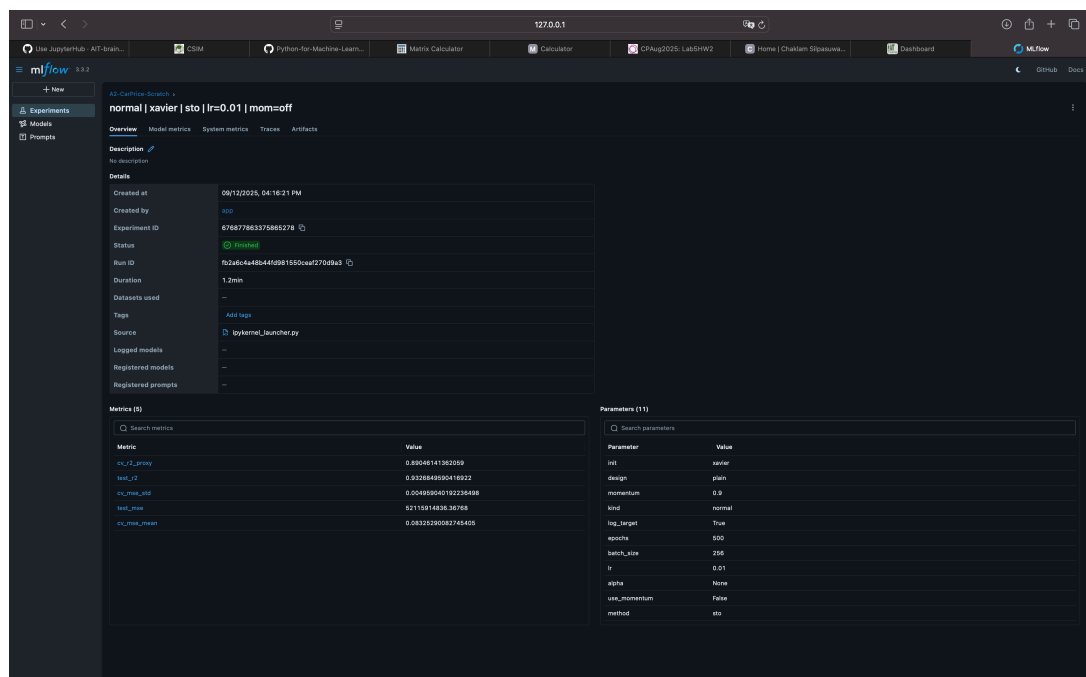 127.0.0.1
Use JupyterHub - AIT-brain...
CSIM
Python-for-Machine-Learn...
Matrix Calculator
M Calculator
CPAug2025: Lab5HW2
C Home | Chaklam Silpasuwa...
Dashboard
MLflow
mlflow 3.3.2
GitHub Docs
+ New
Experiments
Models
Prompts
A2-CarPrice-Scratch ›
normal | xavier | sto | lr=0.01 | mom=off
Overview Model metrics System metrics Traces Artifacts
Description
No description
Details
Created at 09/12/2025, 04:16:21 PM
Created by app
Experiment ID 676877863375865278
Status Finished
Run ID fb2a6c4a48b44fd981550ceaf270d9a3
Duration 1.2min
Datasets used —
Tags Add tags
Source ipykernel_launcher.py
Logged models —
Registered models —
Registered prompts —
Metrics (5)
Search metrics
Metric Value
cv_r2_proxy 0.89046141362059
test_r2 0.9326849590416922
cv_mse_std 0.004959040192236498
test_mse 52115914836.36768
cv_mse_mean 0.08325290082745405
Parameters (11)
Search parameters
Parameter Value
init xavier
design plain
momentum 0.9
kind normal
log_target True
epochs 500
batch_size 256
lr 0.01
alpha None
use_momentum False
method sto